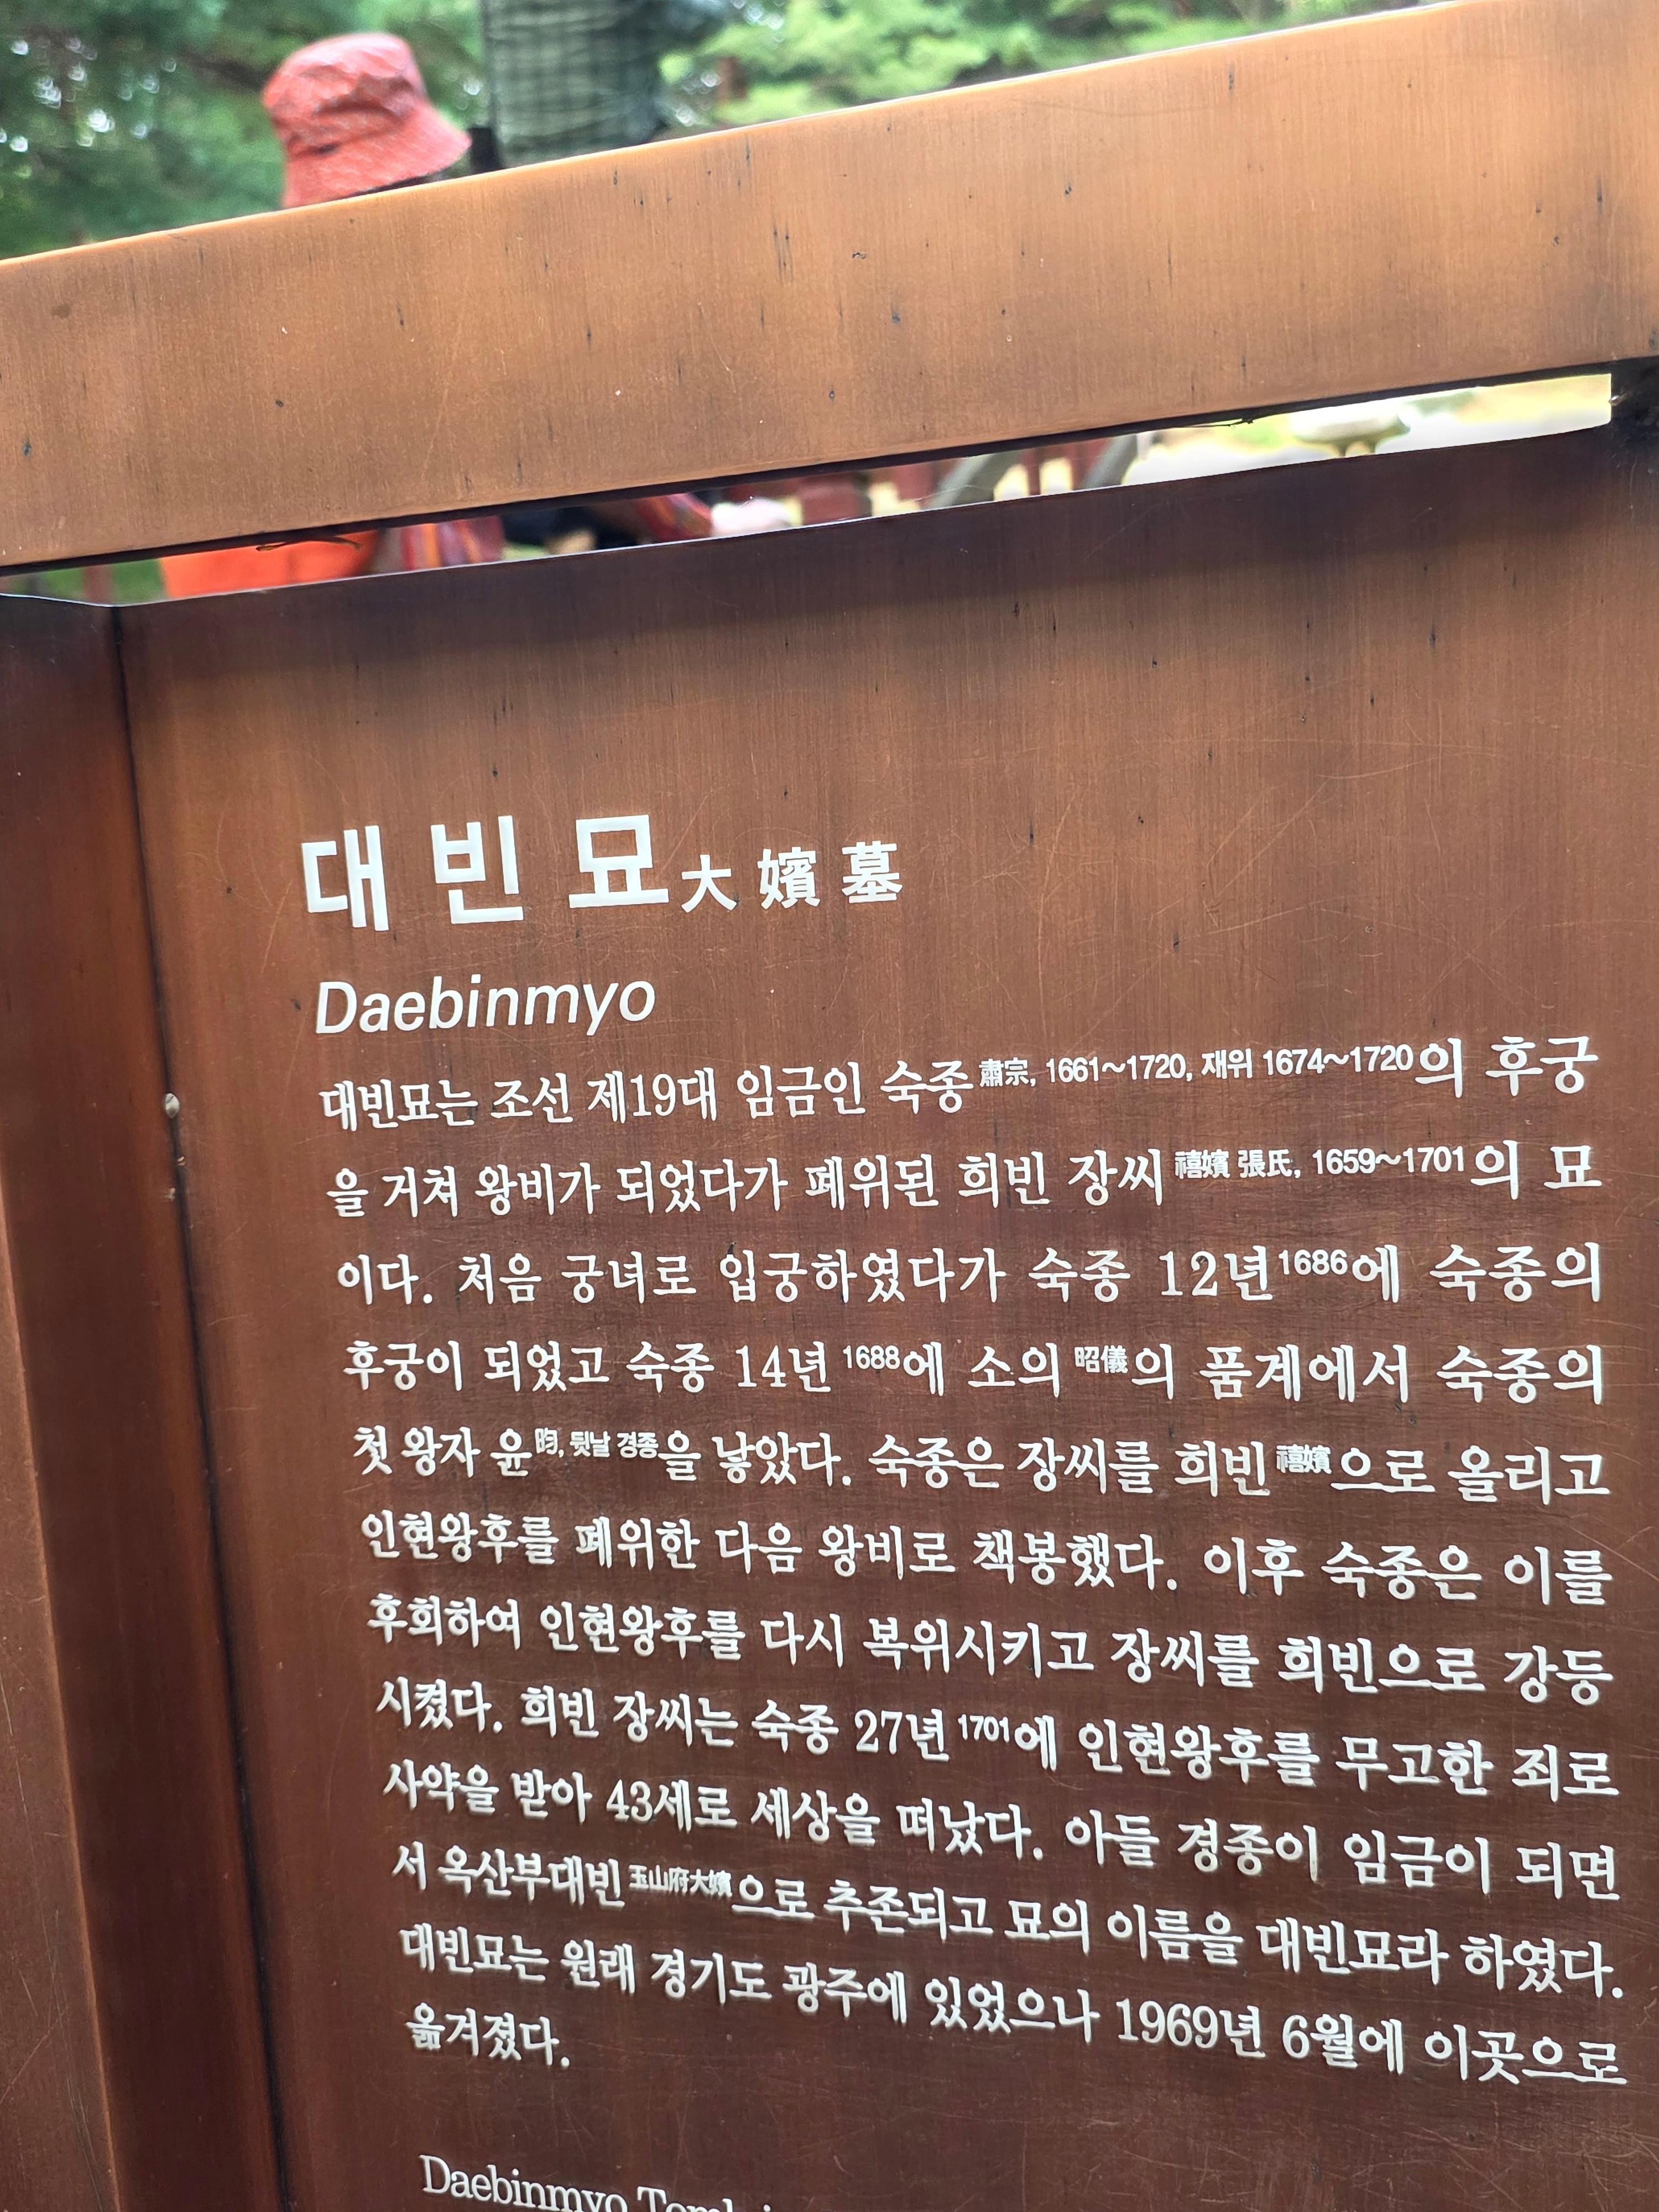 대빈묘 大嬪墓
Daebinmyo
대빈묘는 조선 제19대 임금인 숙종肅宗, 1661~1720, 재위 1674~1720의 후궁
을 거쳐 왕비가 되었다가 폐위된 희빈 장씨禧嬪 張氏, 1659~1701의 묘
이다. 처음 궁녀로 입궁하였다가 숙종 12년1686에 숙종의
후궁이 되었고 숙종 14년1688에 소의昭儀의 품계에서 숙종의
첫 왕자 윤昀, 훗날 경종을 낳았다. 숙종은 장씨를 희빈禧嬪으로 올리고
인현왕후를 폐위한 다음 왕비로 책봉했다. 이후 숙종은 이를
후회하여 인현왕후를 다시 복위시키고 장씨를 희빈으로 강등
시켰다. 희빈 장씨는 숙종 27년1701에 인현왕후를 무고한 죄로
사약을 받아 43세로 세상을 떠났다. 아들 경종이 임금이 되면
서 옥산부대빈玉山府大嬪으로 추존되고 묘의 이름을 대빈묘라 하였다.
대빈묘는 원래 경기도 광주에 있었으나 1969년 6월에 이곳으로
옮겨졌다.
Daebinmyo